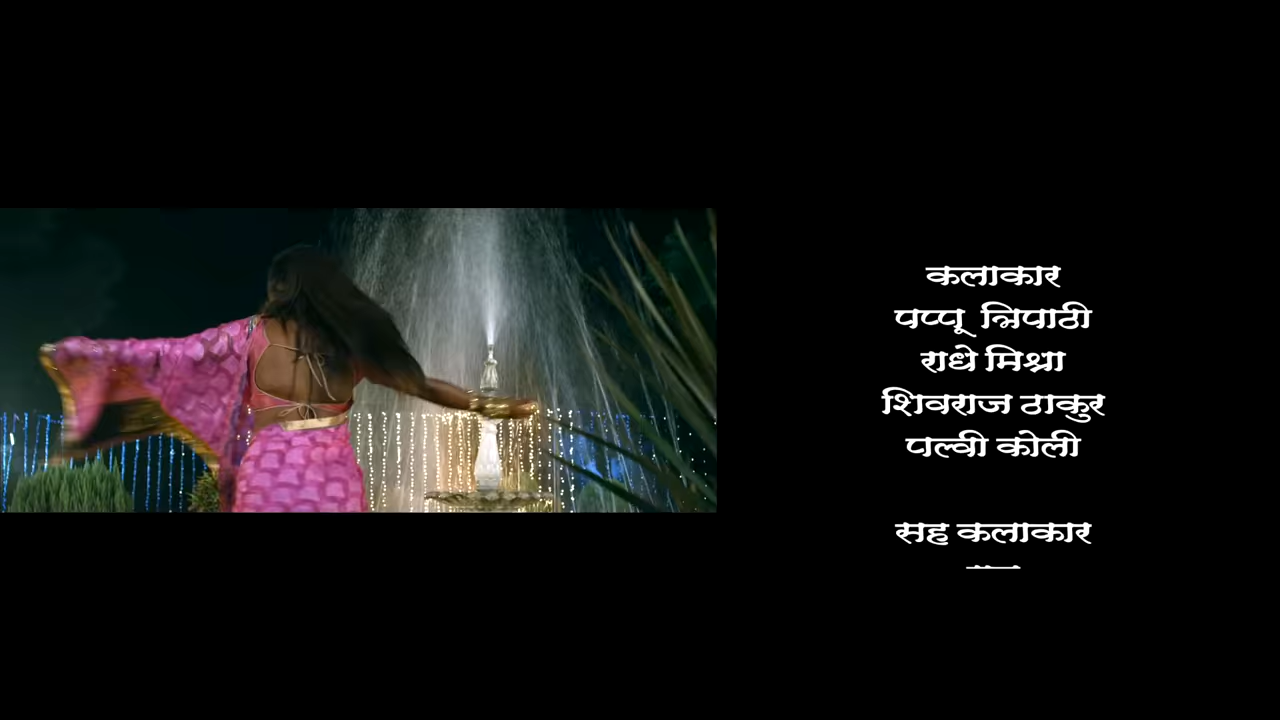 कलाकार
पप्पू त्रिपाठी
राधे मिश्रा
शिवराज ठाकुर
पल्वी कोली
सह कलाकार